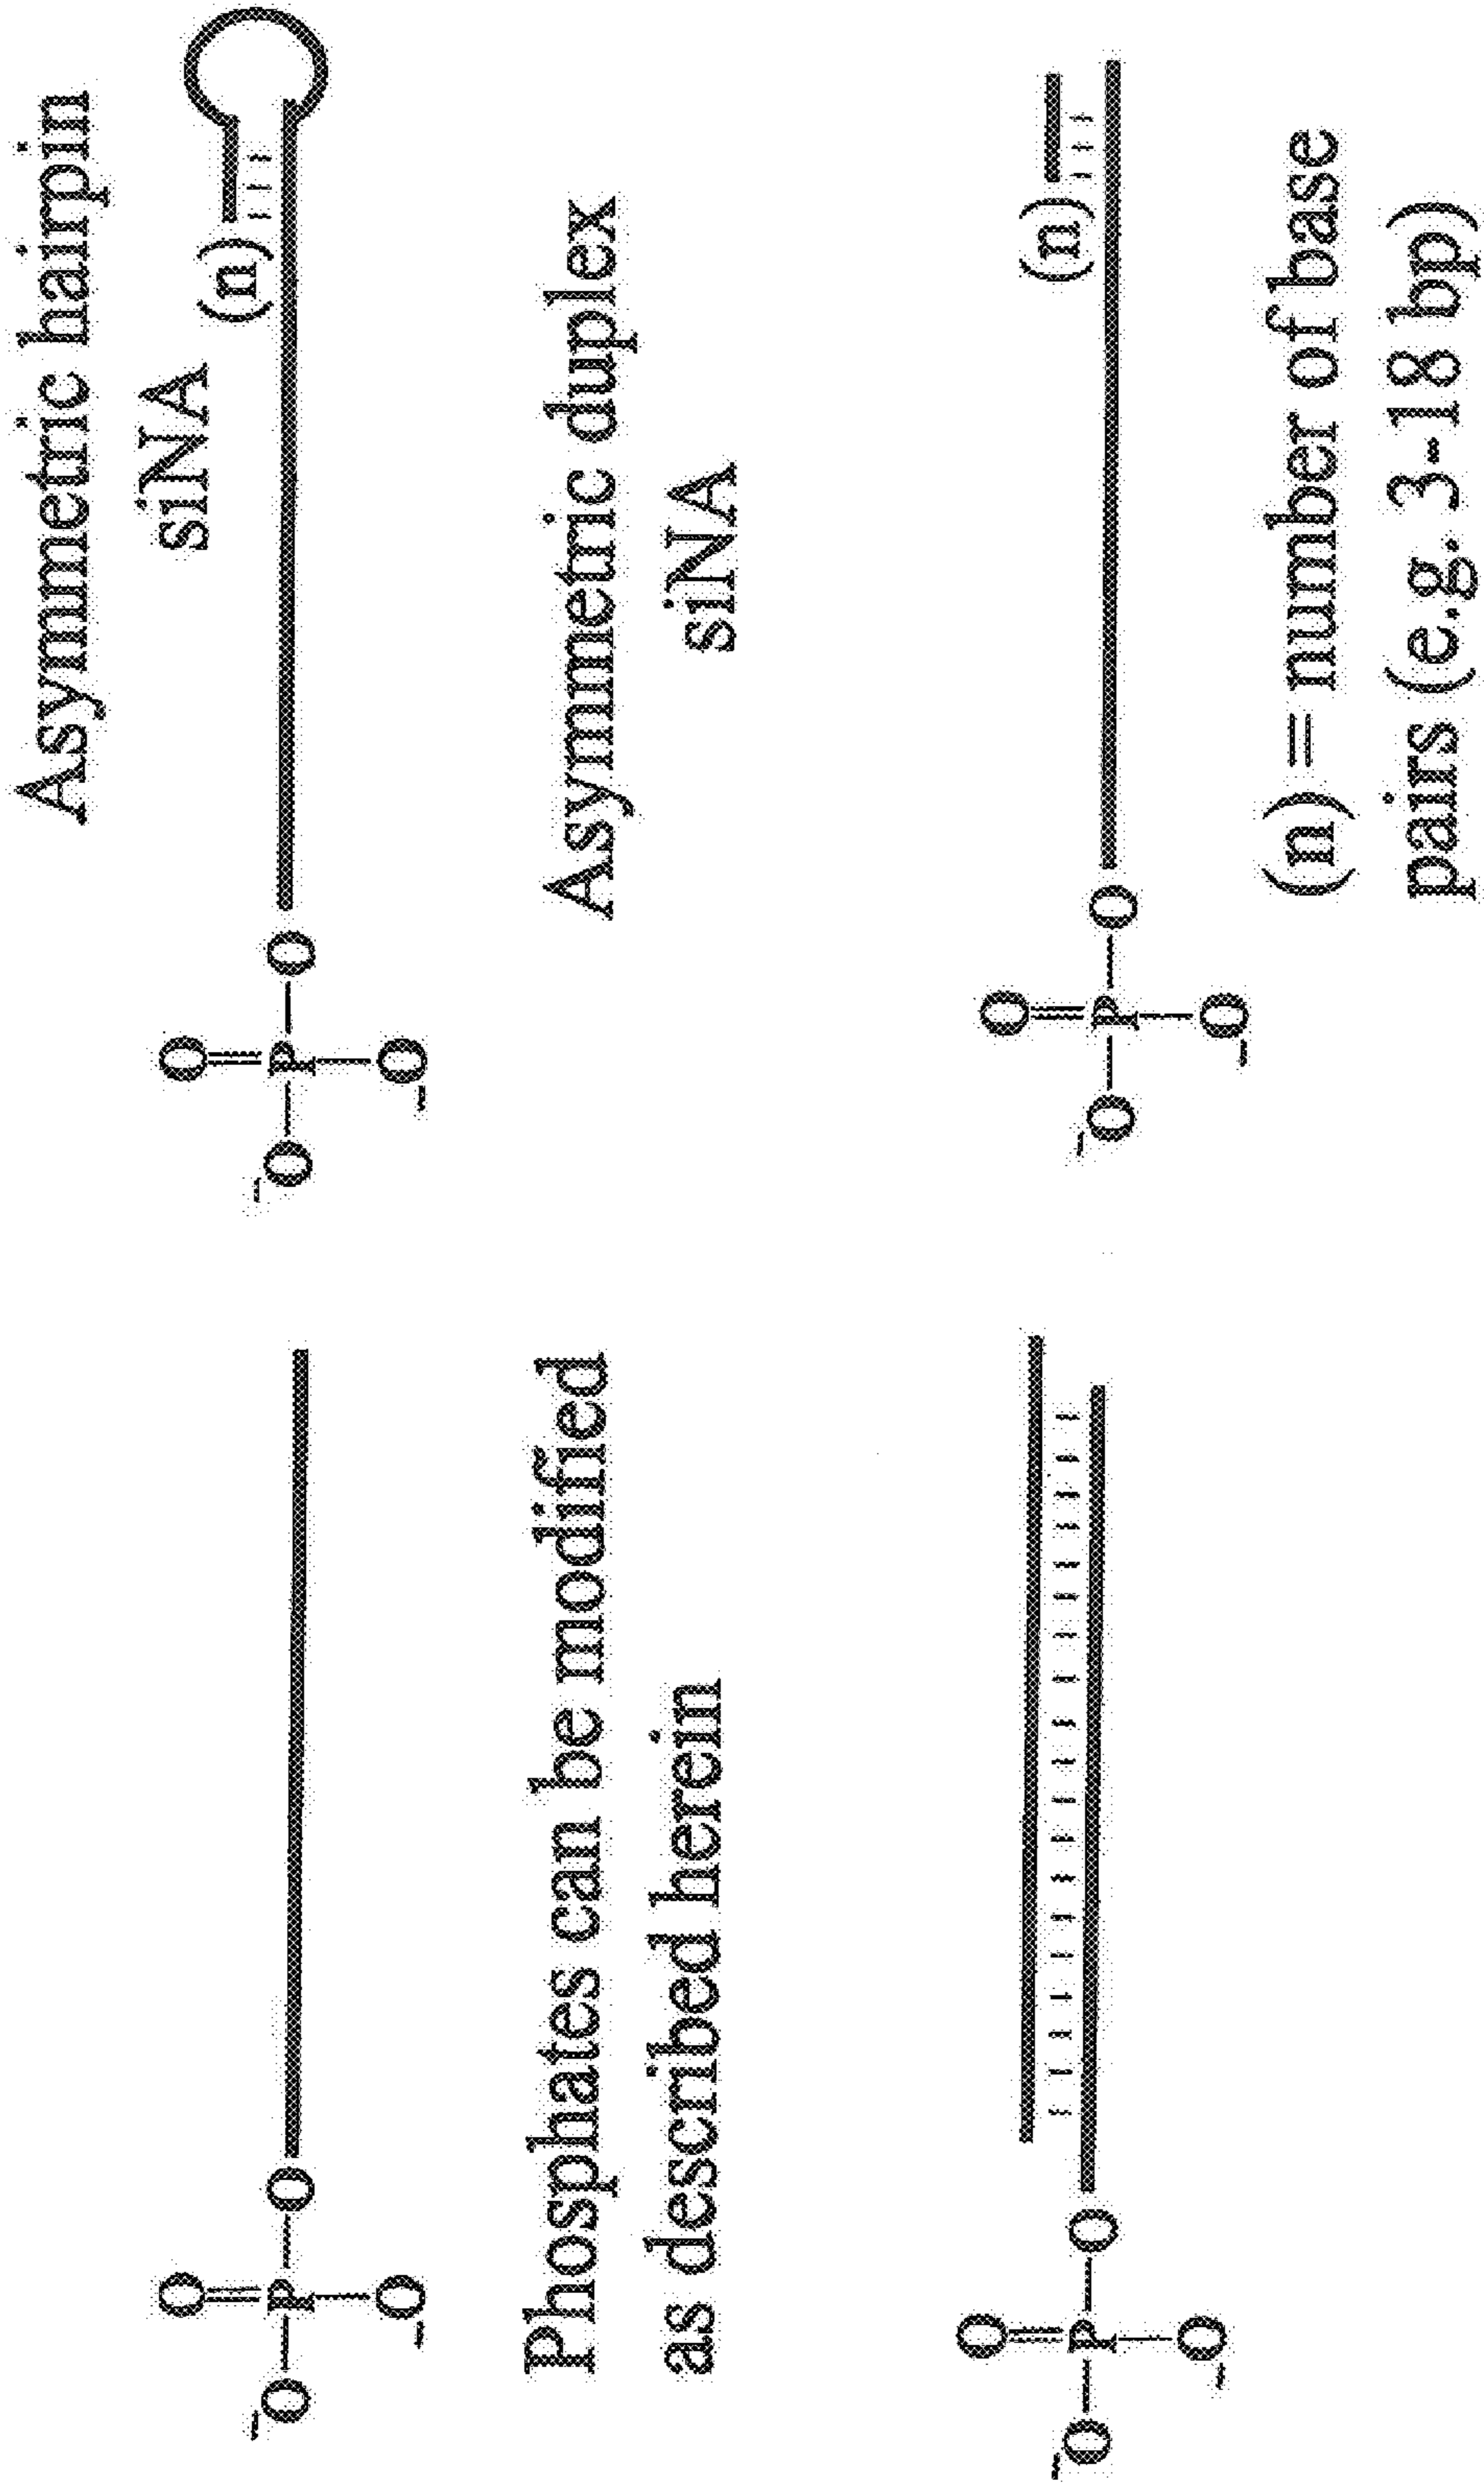 Asymmetric hairpin
siNA
(n)
O
O
⁻O P O
⁻O P O
O⁻
O⁻
Phosphates can be modified
as described herein
Asymmetric duplex
siNA
(n)
O
O
⁻O P O
⁻O P O
O⁻
O⁻
(n) = number of base
pairs (e.g. 3-18 bp)